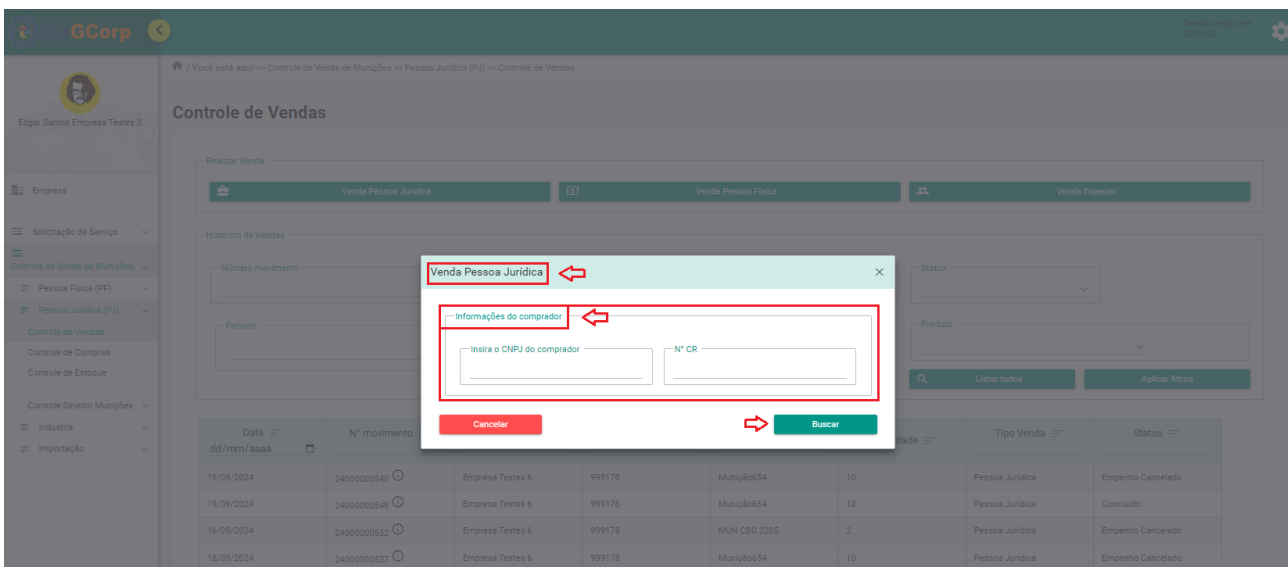 GCorp
Sessão expira em:
/ Você está aqui >> Controle de Venda de Munições >> Pessoa Jurídica (PJ) >> Controle de Vendas
Edgar Santos Empresa Testes 3
Controle de Vendas
Realizar Venda
Venda Pessoa Jurídica
Venda Pessoa Física
Venda Especial
Empresa
Solicitação de Serviço
Controle de Venda de Munições
Pessoa Física (PF)
Pessoa Jurídica (PJ)
Controle de Vendas
Controle de Compras
Controle de Estoque
Controle Sinistro Munições
Indústria
Importação
Histórico de Vendas
Número movimento
Status
Período
Produto
Listar todos
Aplicar filtros
Venda Pessoa Jurídica
Informações do comprador
Insira o CNPJ do comprador
N° CR
Cancelar
Buscar
Data
dd/mm/aaaa
N° movimento
dade
Tipo Venda
Status
19/09/2024 24000000540 Empresa Testes 6 999178 Munição654 10 Pessoa Jurídica Empenho Cancelado
19/09/2024 24000000548 Empresa Testes 6 999178 Munição654 10 Pessoa Jurídica Concluído
16/09/2024 24000000532 Empresa Testes 6 999178 MUN CBC 2205 2 Pessoa Jurídica Empenho Cancelado
18/09/2024 24000000537 Empresa Testes 6 999178 Munição654 10 Pessoa Jurídica Empenho Cancelado